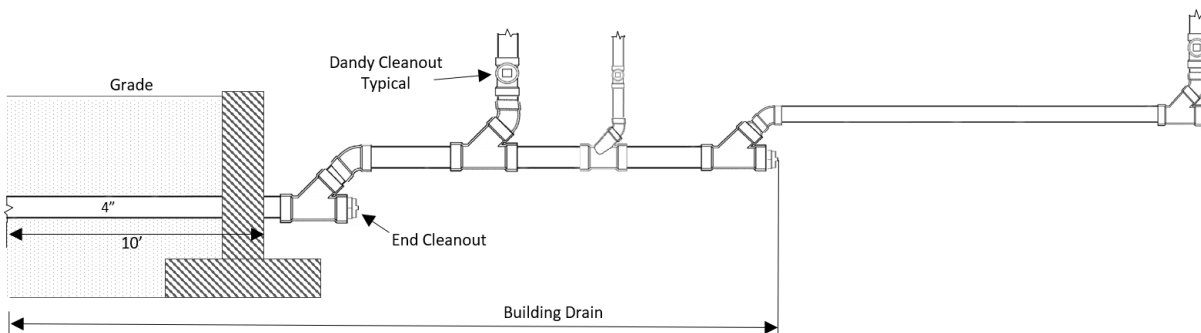 Dandy Cleanout
Typical
Grade
4”
10’
End Cleanout
Building Drain